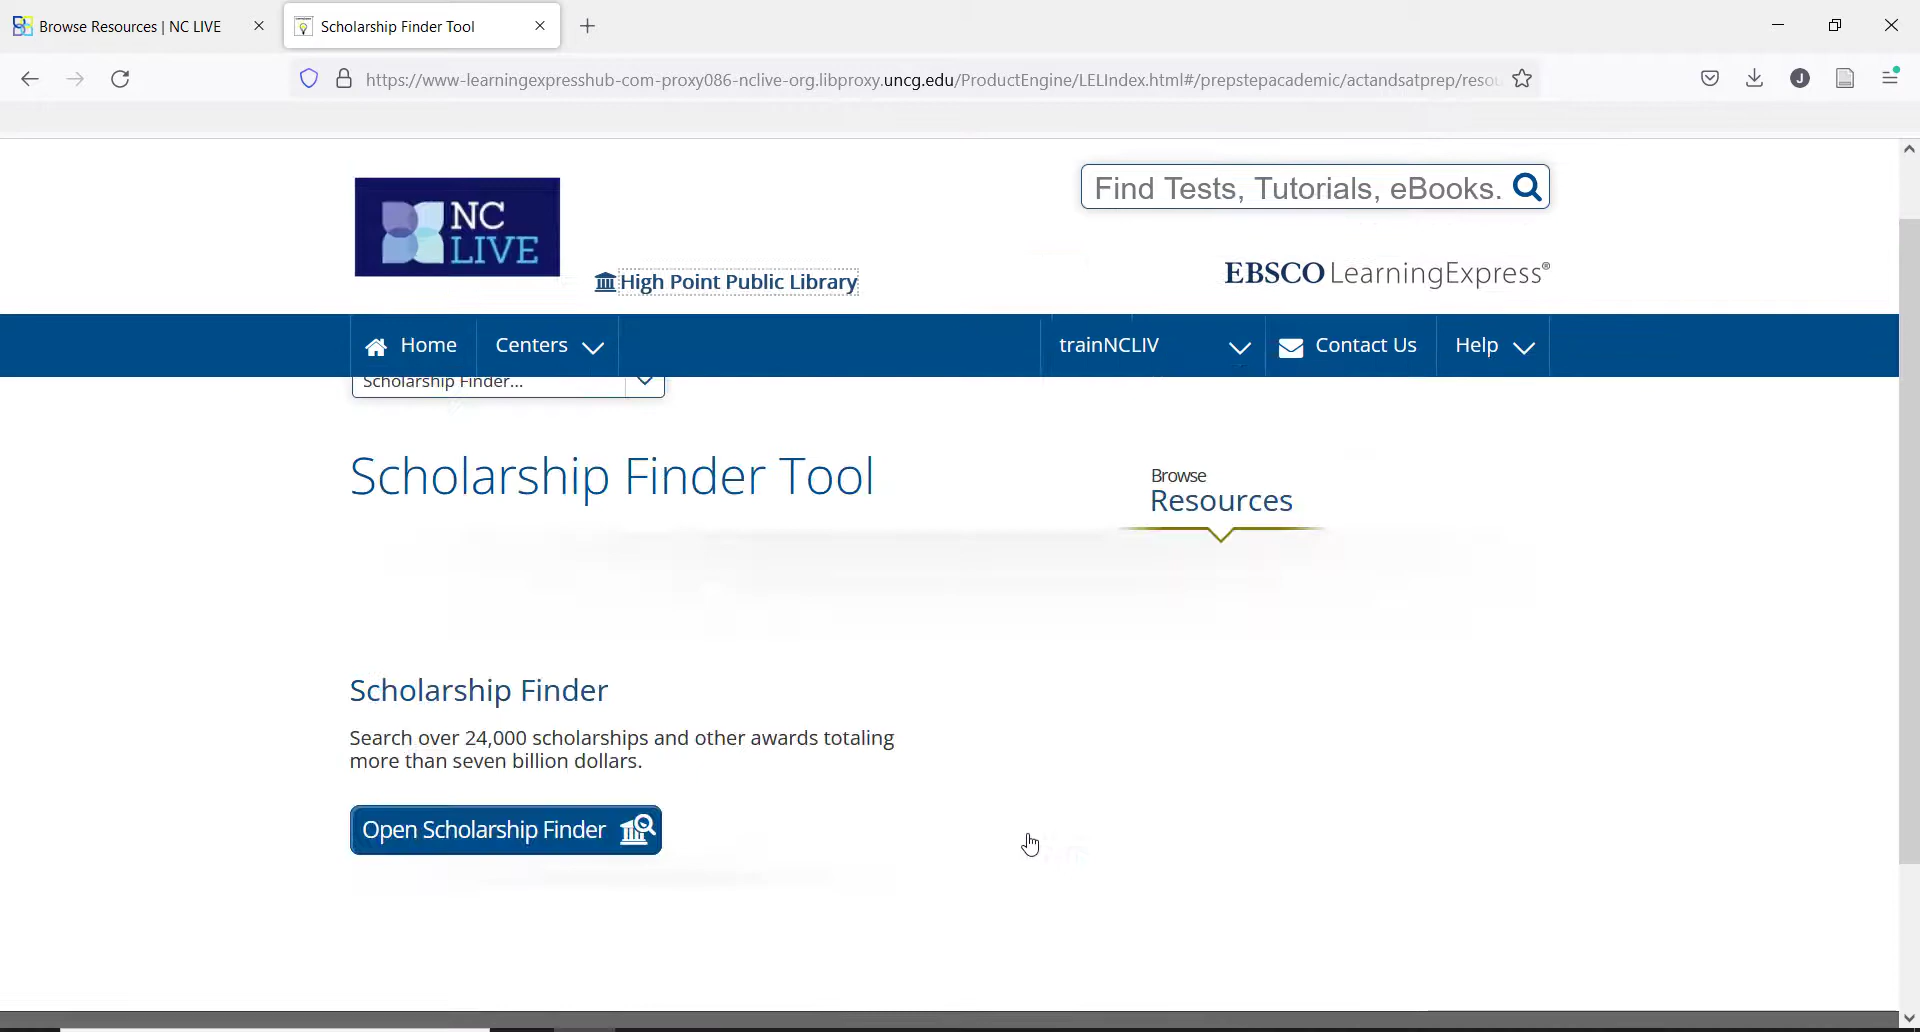 Browse Resources | NC LIVE
Scholarship Finder Tool
https://www-learningexpresshub-com-proxy086-nclive-org.libproxy.uncg.edu/ProductEngine/LELIndex.html#/prepstepacademic/actandsatprep/resou
J
NC
LIVE
High Point Public Library
Find Tests, Tutorials, eBooks.
EBSCO LearningExpress®
Home
Centers
trainNCLIV
Contact Us
Help
Scholarship Finder...
Scholarship Finder Tool
Browse
Resources
Scholarship Finder
Search over 24,000 scholarships and other awards totaling
more than seven billion dollars.
Open Scholarship Finder